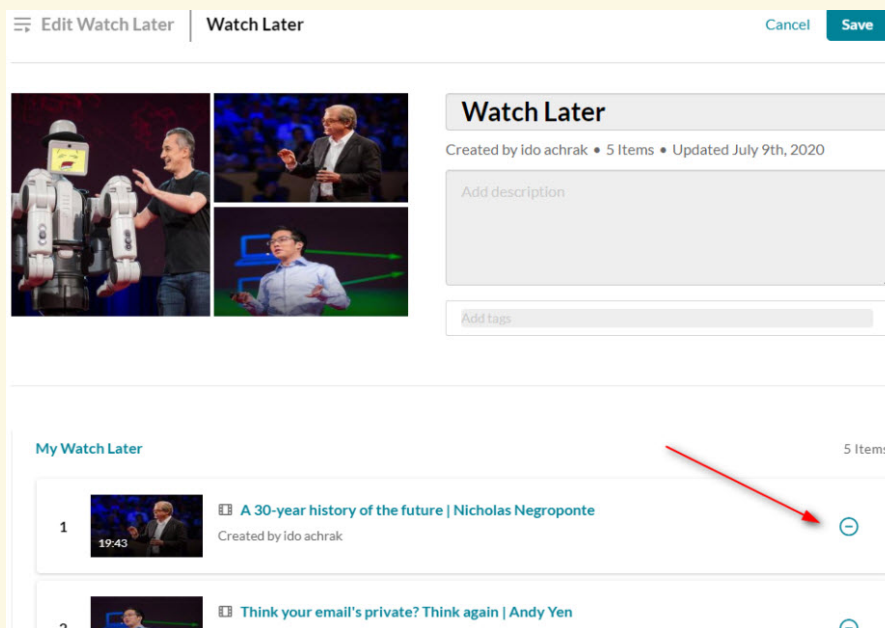 Edit Watch Later Watch Later Cancel Save
Watch Later
Created by ido achrak • 5 Items • Updated July 9th, 2020
Add description
Add tags
My Watch Later 5 Items
1 A 30-year history of the future | Nicholas Negroponte
19:43 Created by ido achrak
Think your email's private? Think again | Andy Yen